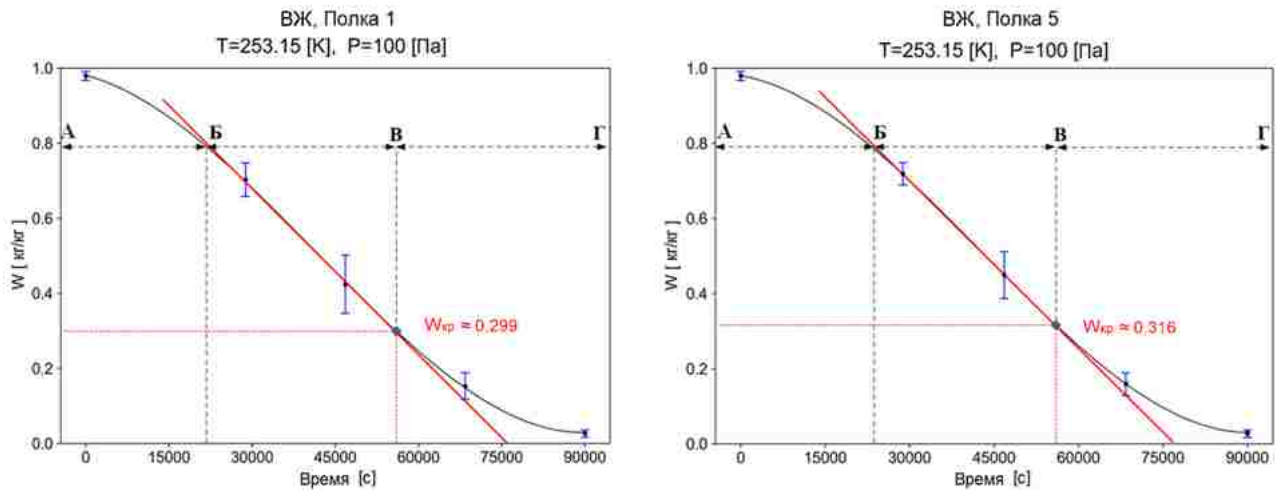 ВЖ, Полка 1
T=253.15 [K], P=100 [Па]
W [ кг/кг]
1.0
0.8
0.6
0.4
0.2
0.0
А
Б
В
Г
Wкр ≈ 0.299
0
15000
30000
45000
60000
75000
90000
Время [с]
ВЖ, Полка 5
T=253.15 [K], P=100 [Па]
W [ кг/кг]
1.0
0.8
0.6
0.4
0.2
0.0
А
Б
В
Г
Wкр ≈ 0.316
0
15000
30000
45000
60000
75000
90000
Время [с]